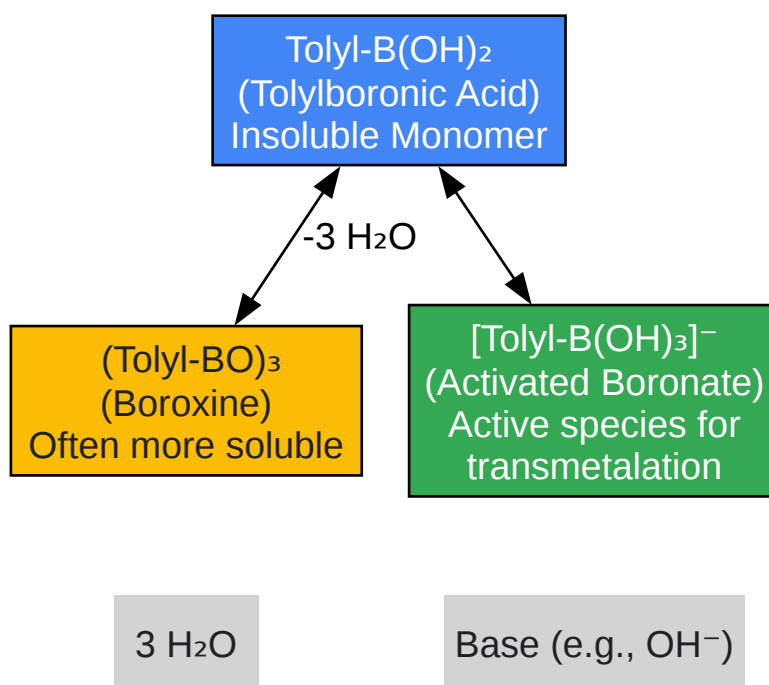 Tolyl-B(OH)₂
(Tolylboronic Acid)
Insoluble Monomer
-3 H₂O
(Tolyl-BO)₃
(Boroxine)
Often more soluble
[Tolyl-B(OH)₃]⁻
(Activated Boronate)
Active species for
transmetalation
3 H₂O
Base (e.g., OH⁻)